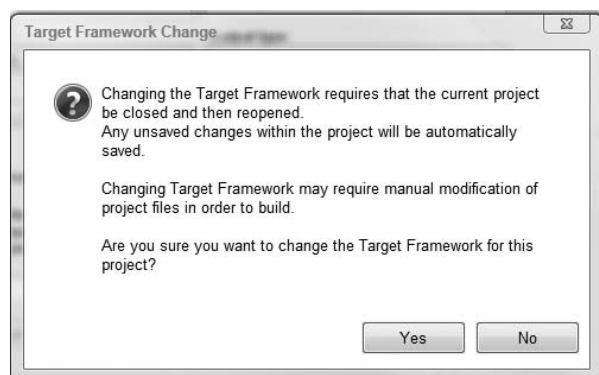 Target Framework Change
Changing the Target Framework requires that the current project
be closed and then reopened.
Any unsaved changes within the project will be automatically
saved.
Changing Target Framework may require manual modification of
project files in order to build.
Are you sure you want to change the Target Framework for this
project?
Yes No